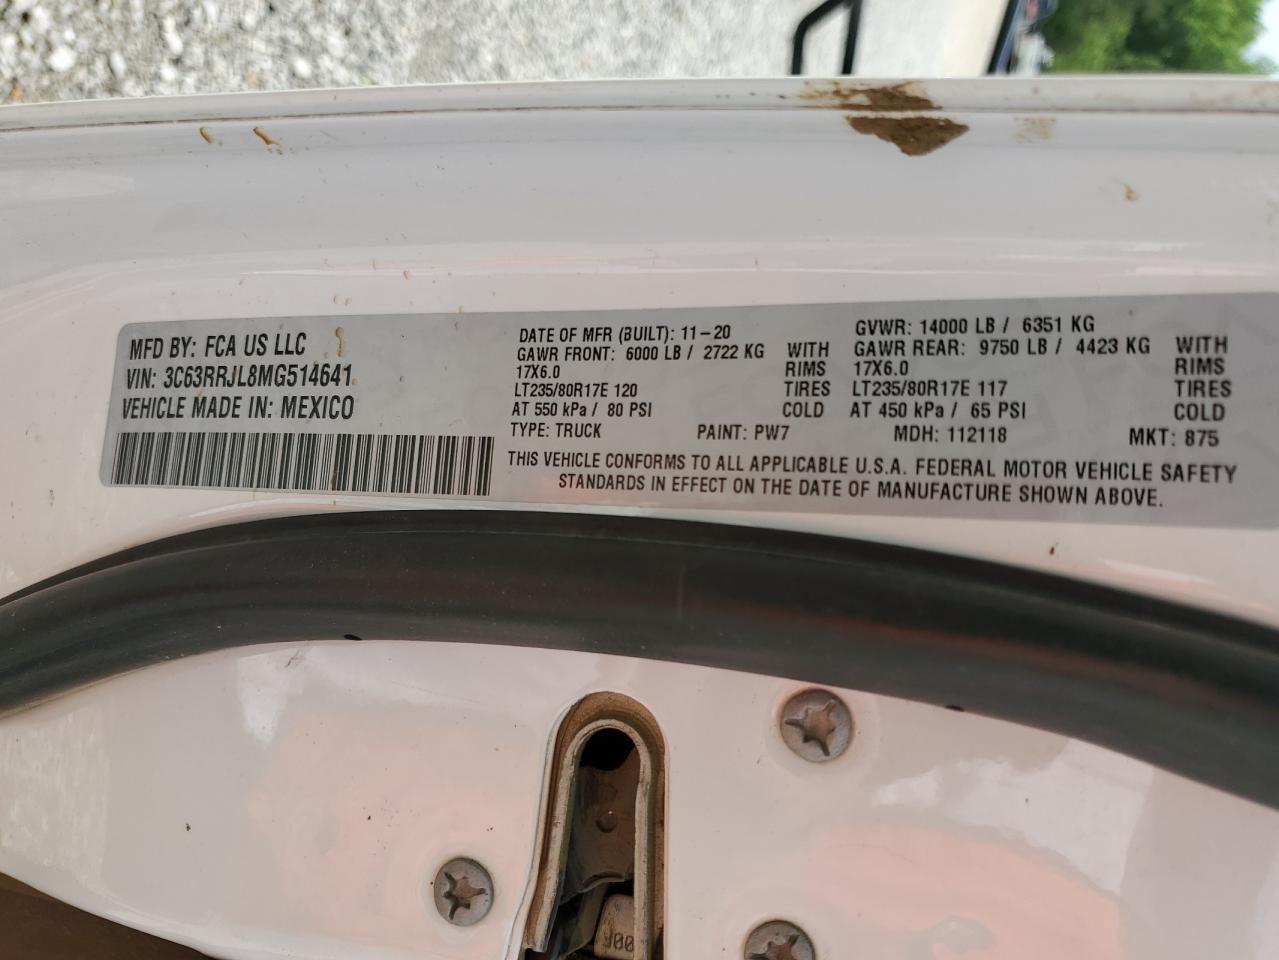 MFD BY: FCA US LLC
VIN: 3C63RRJL8MG514641
VEHICLE MADE IN: MEXICO
DATE OF MFR (BUILT): 11-20
GAWR FRONT: 6000 LB / 2722 KG WITH
17X6.0 RIMS
LT235/80R17E 120 TIRES
AT 550 kPa / 80 PSI COLD
GVWR: 14000 LB / 6351 KG
GAWR REAR: 9750 LB / 4423 KG WITH
17X6.0 RIMS
LT235/80R17E 117 TIRES
AT 450 kPa / 65 PSI COLD
TYPE: TRUCK PAINT: PW7 MDH: 112118 MKT: 875
THIS VEHICLE CONFORMS TO ALL APPLICABLE U.S.A. FEDERAL MOTOR VEHICLE SAFETY
STANDARDS IN EFFECT ON THE DATE OF MANUFACTURE SHOWN ABOVE.